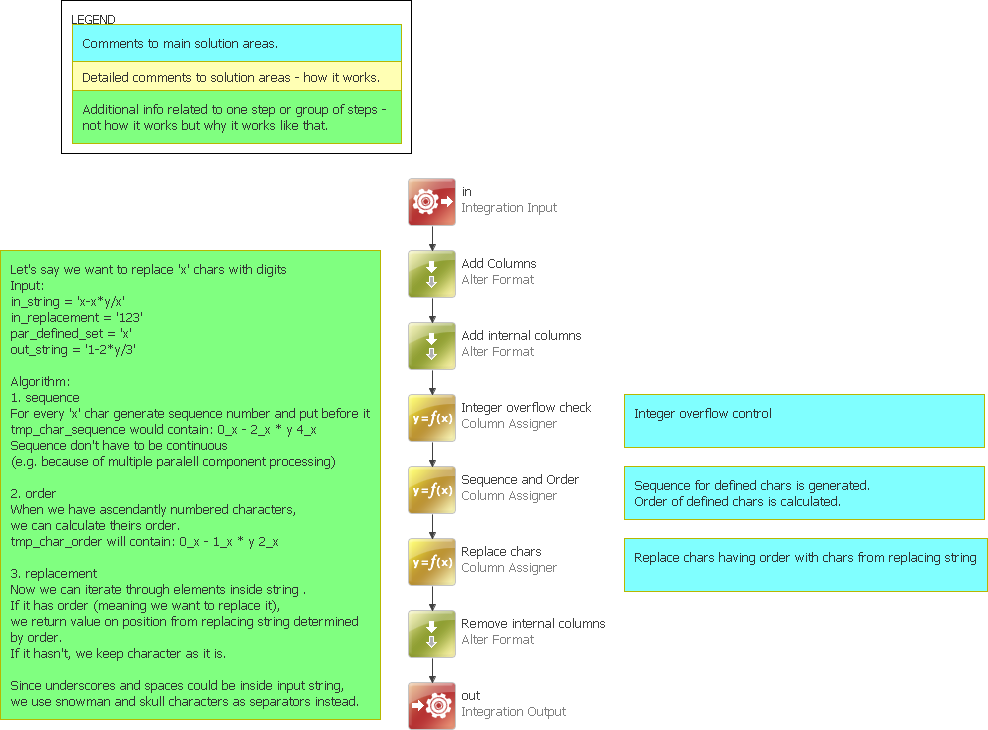 LEGEND
Comments to main solution areas.
Detailed comments to solution areas - how it works.
Additional info related to one step or group of steps -
not how it works but why it works like that.
in
Integration Input
Add Columns
Alter Format
Add internal columns
Alter Format
y=f(x)
Integer overflow check
Column Assigner
y=f(x)
Sequence and Order
Column Assigner
y=f(x)
Replace chars
Column Assigner
Remove internal columns
Alter Format
out
Integration Output
Let's say we want to replace 'x' chars with digits
Input:
in_string = 'x-x*y/x'
in_replacement = '123'
par_defined_set = 'x'
out_string = '1-2*y/3'
Algorithm:
1. sequence
For every 'x' char generate sequence number and put before it
tmp_char_sequence would contain: 0_x - 2_x * y 4_x
Sequence don't have to be continuous
(e.g. because of multiple paralell component processing)
2. order
When we have ascendantly numbered characters,
we can calculate theirs order.
tmp_char_order will contain: 0_x - 1_x * y 2_x
3. replacement
Now we can iterate through elements inside string .
If it has order (meaning we want to replace it),
we return value on position from replacing string determined
by order.
If it hasn't, we keep character as it is.
Since underscores and spaces could be inside input string,
we use snowman and skull characters as separators instead.
Integer overflow control
Sequence for defined chars is generated.
Order of defined chars is calculated.
Replace chars having order with chars from replacing string